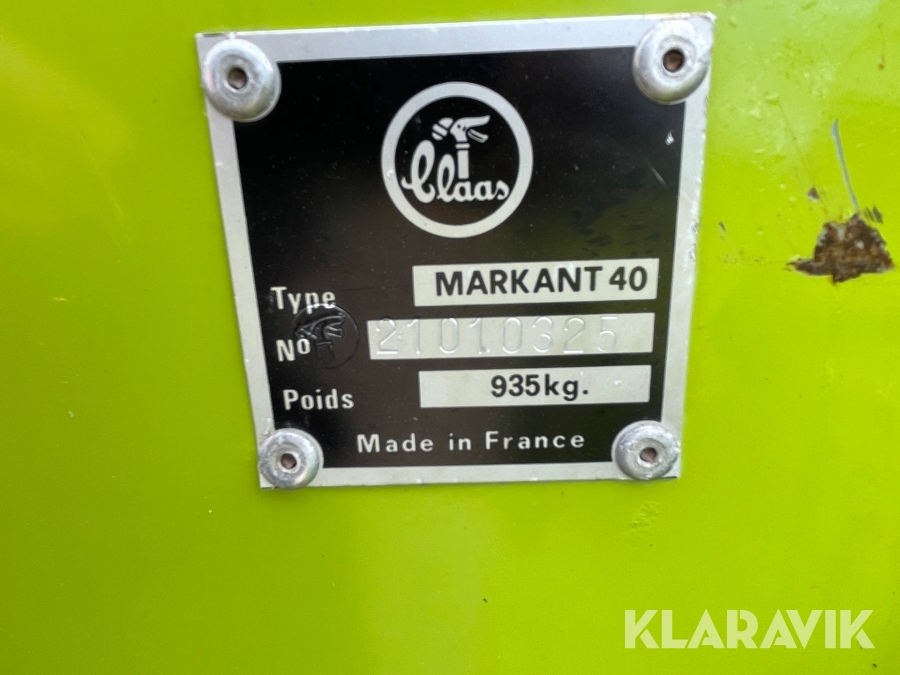 Claas
Type MARKANT 40
No 21010325
Poids 935kg.
Made in France
KLARAVIK